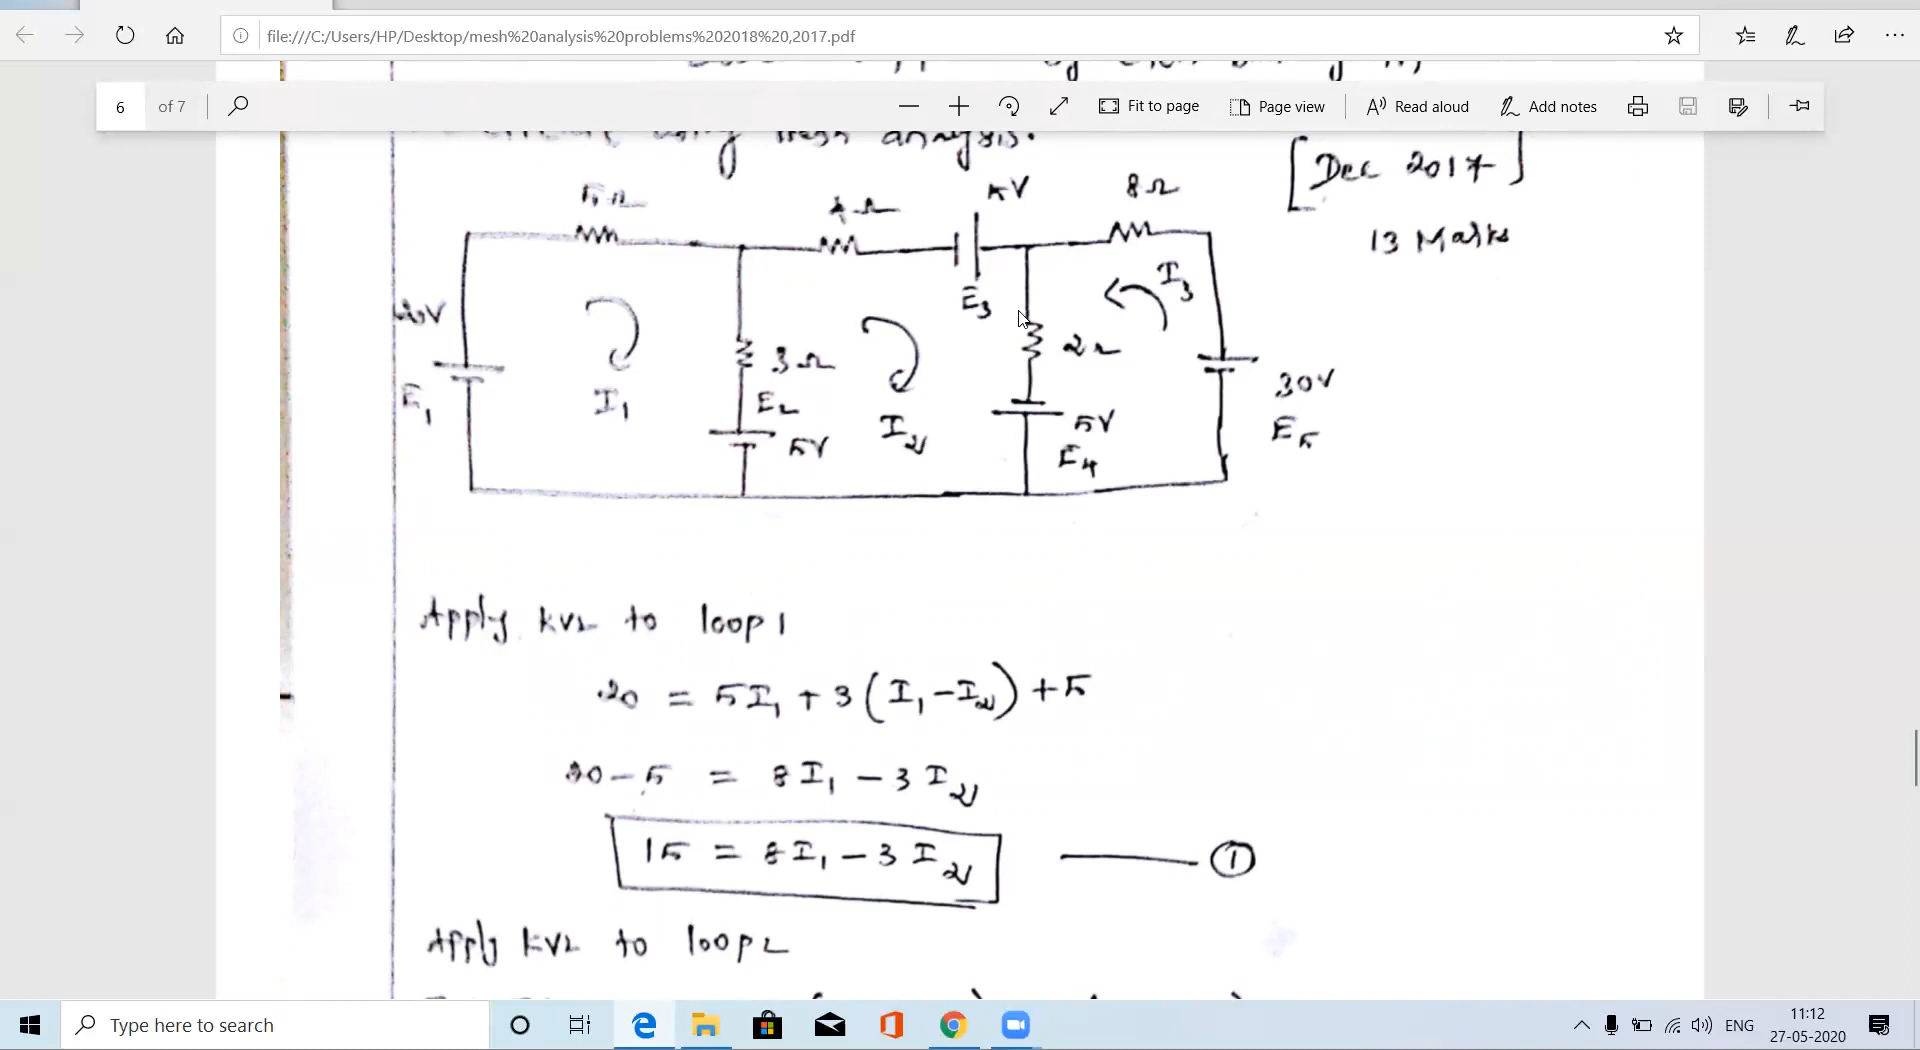 file:///C:/Users/HP/Desktop/mesh%20analysis%20problems%202018%20,2017.pdf
6 of 7
Fit to page
Page view
Read aloud
Add notes
using mesh analysis.
[Dec 2017]
13 Marks
5Ω
4Ω
5V
8Ω
20V
E1
I1
3Ω
E2
5V
I2
E3
2Ω
5V
E4
I3
30V
E5
Apply KVL to loop 1
20 = 5I1 + 3(I1 - I2) + 5
20 - 5 = 8I1 - 3I2
15 = 8I1 - 3I2 ——— ①
Apply KVL to loop 2
Type here to search
ENG
11:12
27-05-2020